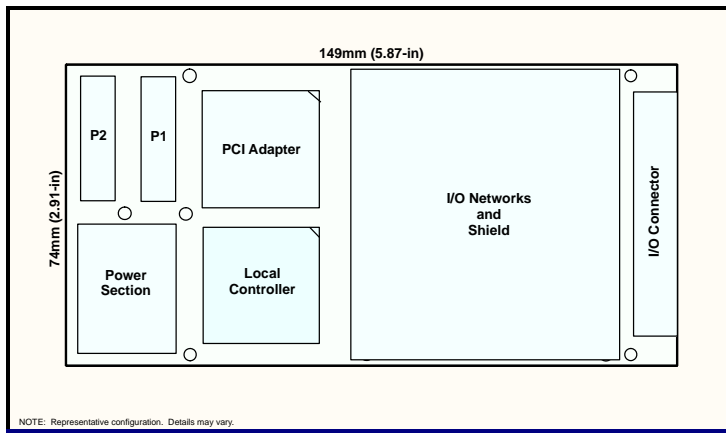 149mm (5.87-in)
74mm (2.91-in)
P2
P1
PCI Adapter
I/O Networks
and
Shield
I/O Connector
Power
Section
Local
Controller
NOTE: Representative configuration. Details may vary.